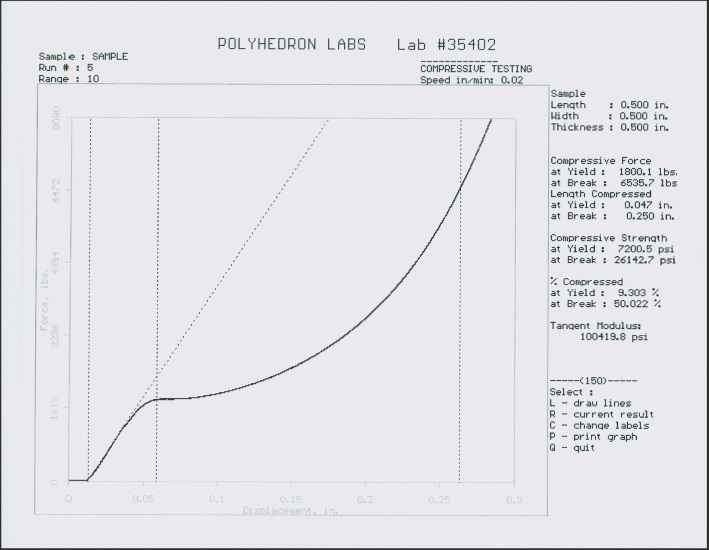 POLYHEDRON LABS Lab #35402
Sample : SAMPLE
Run # : 5
Range : 10
COMPRESSIVE TESTING
Speed in/min: 0.02
Sample
Length : 0.500 in.
Width : 0.500 in.
Thickness : 0.500 in.
Compressive Force
at Yield : 1800.1 lbs.
at Break : 6535.7 lbs
Length Compressed
at Yield : 0.047 in.
at Break : 0.250 in.
Compressive Strength
at Yield : 7200.5 psi
at Break : 26142.7 psi
% Compressed
at Yield : 9.303 %
at Break : 50.022 %
Tangent Modulus:
100419.8 psi
-----(150)-----
Select :
L - draw lines
R - current result
C - change labels
P - print graph
Q - quit
Force, lbs.
8090
6472
4854
3236
1618
0
0 0.05 0.1 0.15 0.2 0.25 0.3
Displacement, in.